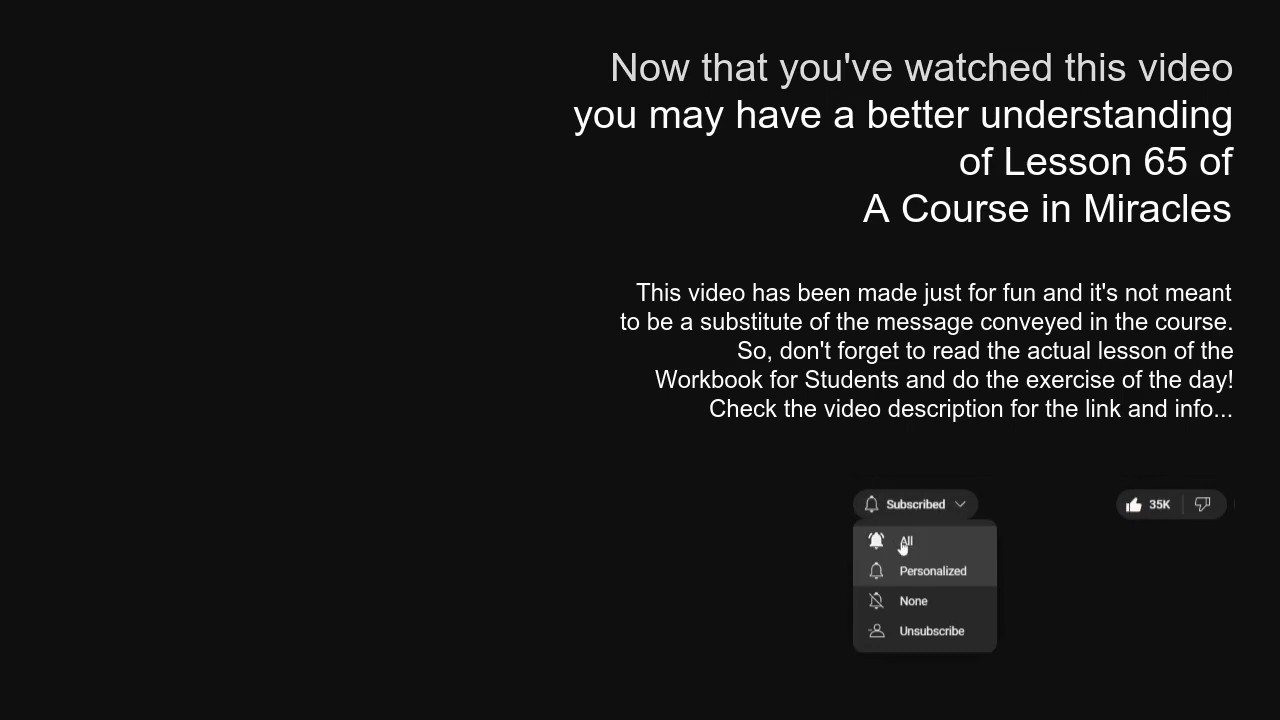 Now that you've watched this video
you may have a better understanding
of Lesson 65 of
A Course in Miracles
This video has been made just for fun and it's not meant
to be a substitute of the message conveyed in the course.
So, don't forget to read the actual lesson of the
Workbook for Students and do the exercise of the day!
Check the video description for the link and info...
Subscribed 35K
All
Personalized
None
Unsubscribe